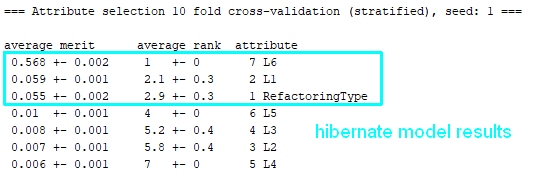 === Attribute selection 10 fold cross-validation (stratified), seed: 1 ===
average merit average rank attribute
0.568 +- 0.002 1 +- 0 7 L6
0.059 +- 0.001 2.1 +- 0.3 2 L1
0.055 +- 0.002 2.9 +- 0.3 1 RefactoringType
0.01 +- 0.001 4 +- 0 6 L5
0.008 +- 0.001 5.2 +- 0.4 4 L3
0.007 +- 0.001 5.8 +- 0.4 3 L2
0.006 +- 0.001 7 +- 0 5 L4
hibernate model results